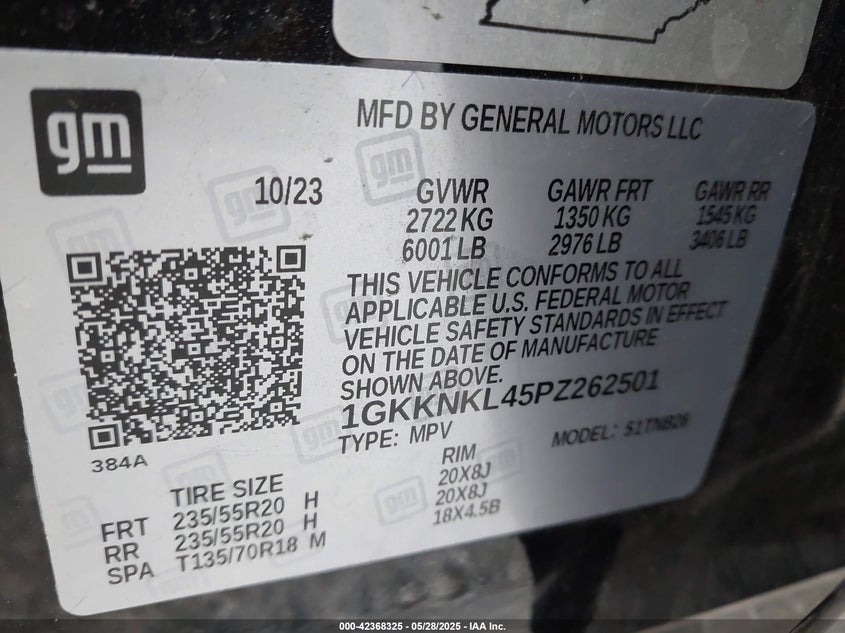 gm
MFD BY GENERAL MOTORS LLC
10/23
GVWR GAWR FRT GAWR RR
2722 KG 1350 KG 1545 KG
6001 LB 2976 LB 3406 LB
THIS VEHICLE CONFORMS TO ALL
APPLICABLE U.S. FEDERAL MOTOR
VEHICLE SAFETY STANDARDS IN EFFECT
ON THE DATE OF MANUFACTURE
SHOWN ABOVE.
1GKKNKL45PZ262501
TYPE: MPV MODEL: 51TNB26
384A
TIRE SIZE RIM
FRT 235/55R20 H 20X8J
RR 235/55R20 H 20X8J
SPA T135/70R18 M 18X4.5B
000-42368325 - 05/28/2025 - IAA Inc.